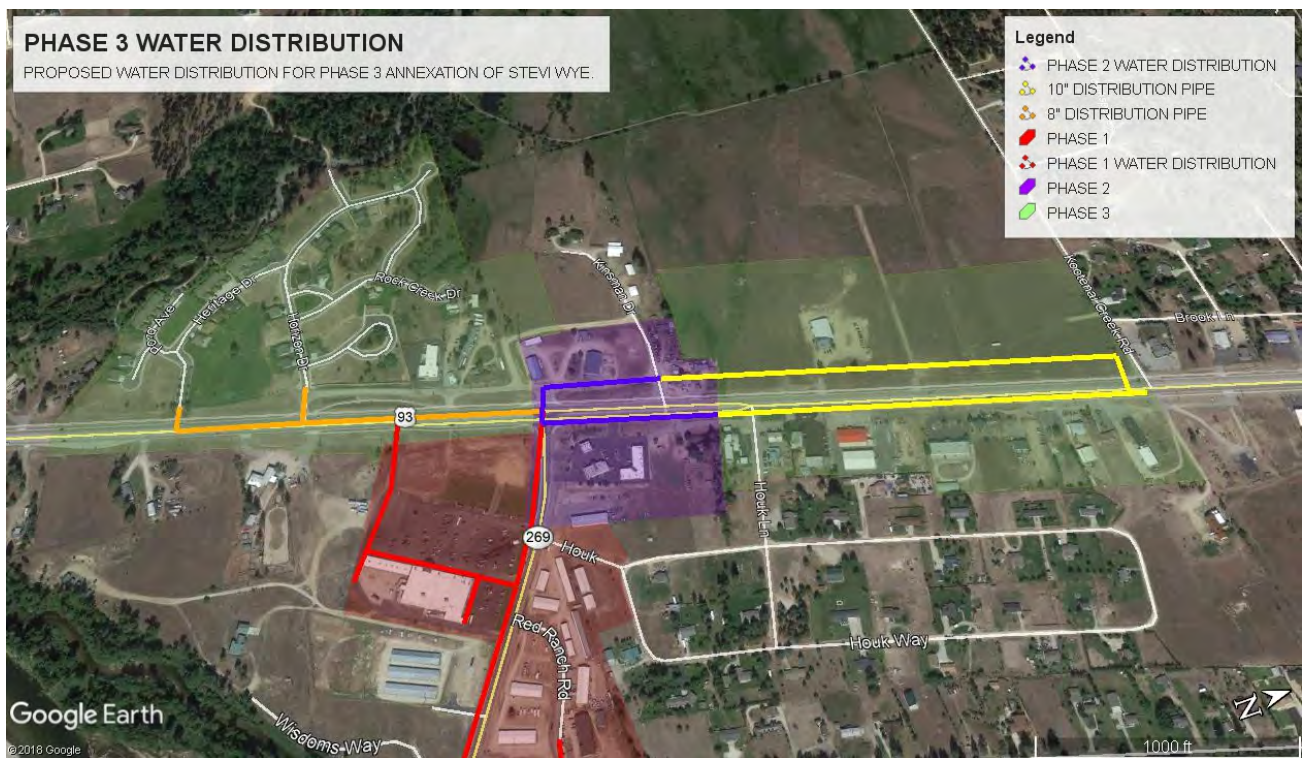 PHASE 3 WATER DISTRIBUTION
PROPOSED WATER DISTRIBUTION FOR PHASE 3 ANNEXATION OF STEVI WYE.
Legend
PHASE 2 WATER DISTRIBUTION
10" DISTRIBUTION PIPE
8" DISTRIBUTION PIPE
PHASE 1
PHASE 1 WATER DISTRIBUTION
PHASE 2
PHASE 3
Kootenai Creek Rd
Brook Ln
Kinsman Dr
Rock Creek Dr
Heritage Dr
Horizon Dr
Ave
93
Houk Ln
269
Houk
Red Ranch Rd
Houk Way
Wisdoms Way
Google Earth
©2018 Google
N
1000 ft